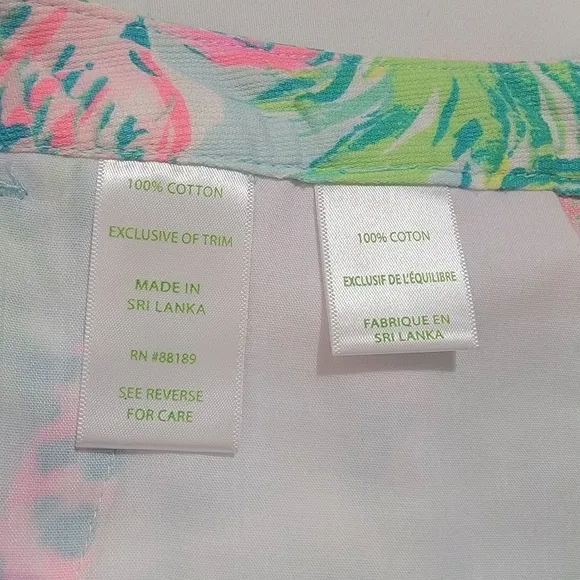 100% COTTON
EXCLUSIVE OF TRIM
MADE IN
SRI LANKA
RN #88189
SEE REVERSE
FOR CARE
100% COTON
EXCLUSIF DE L'ÉQUILIBRE
FABRIQUE EN
SRI LANKA